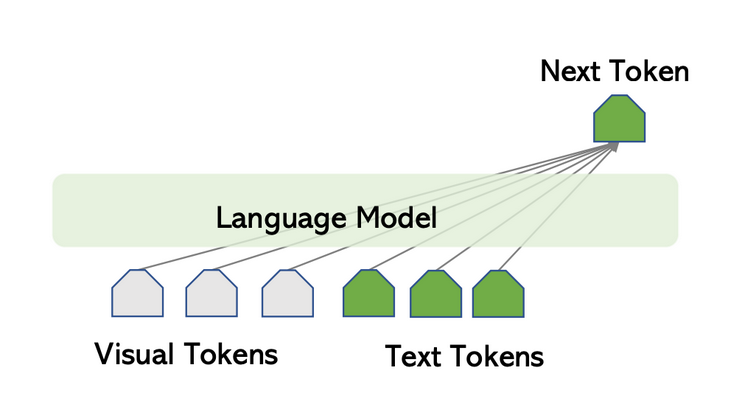 Next Token
Language Model
Visual Tokens
Text Tokens